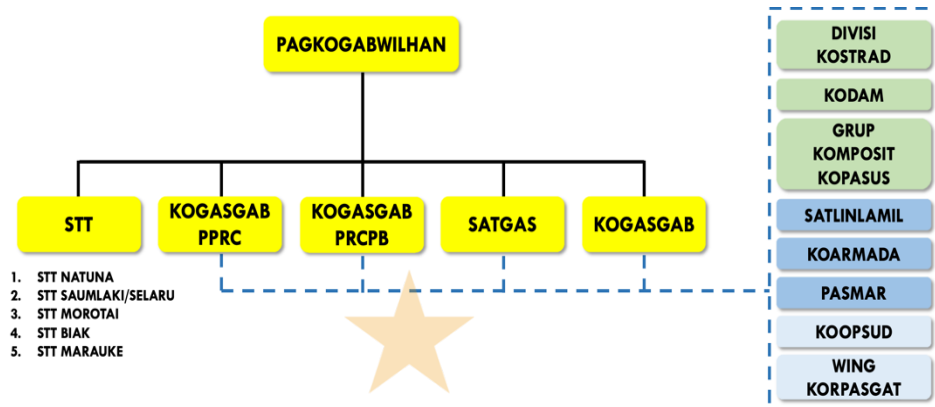 PAGKOGABWILHAN
STT
KOGASGAB
PPRC
KOGASGAB
PRCPB
SATGAS
KOGASGAB
1. STT NATUNA
2. STT SAUMLAKI/SELARU
3. STT MOROTAI
4. STT BIAK
5. STT MARAUKE
DIVISI
KOSTRAD
KODAM
GRUP
KOMPOSIT
KOPASUS
SATLINLAMIL
KOARMADA
PASMAR
KOOPSUD
WING
KORPASGAT